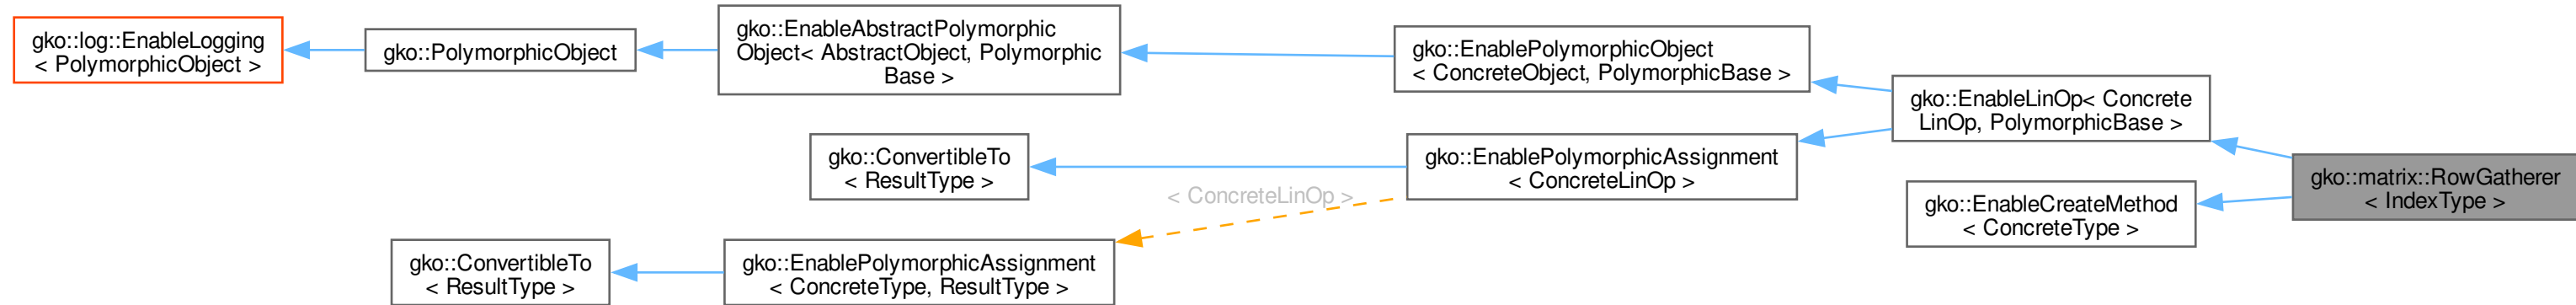 gko::log::EnableLogging
< PolymorphicObject >
gko::PolymorphicObject
gko::EnableAbstractPolymorphic
Object< AbstractObject, Polymorphic
Base >
gko::EnablePolymorphicObject
< ConcreteObject, PolymorphicBase >
gko::EnableLinOp< Concrete
LinOp, PolymorphicBase >
gko::ConvertibleTo
< ResultType >
gko::EnablePolymorphicAssignment
< ConcreteLinOp >
gko::matrix::RowGatherer
< IndexType >
< ConcreteLinOp >
gko::EnableCreateMethod
< ConcreteType >
gko::ConvertibleTo
< ResultType >
gko::EnablePolymorphicAssignment
< ConcreteType, ResultType >